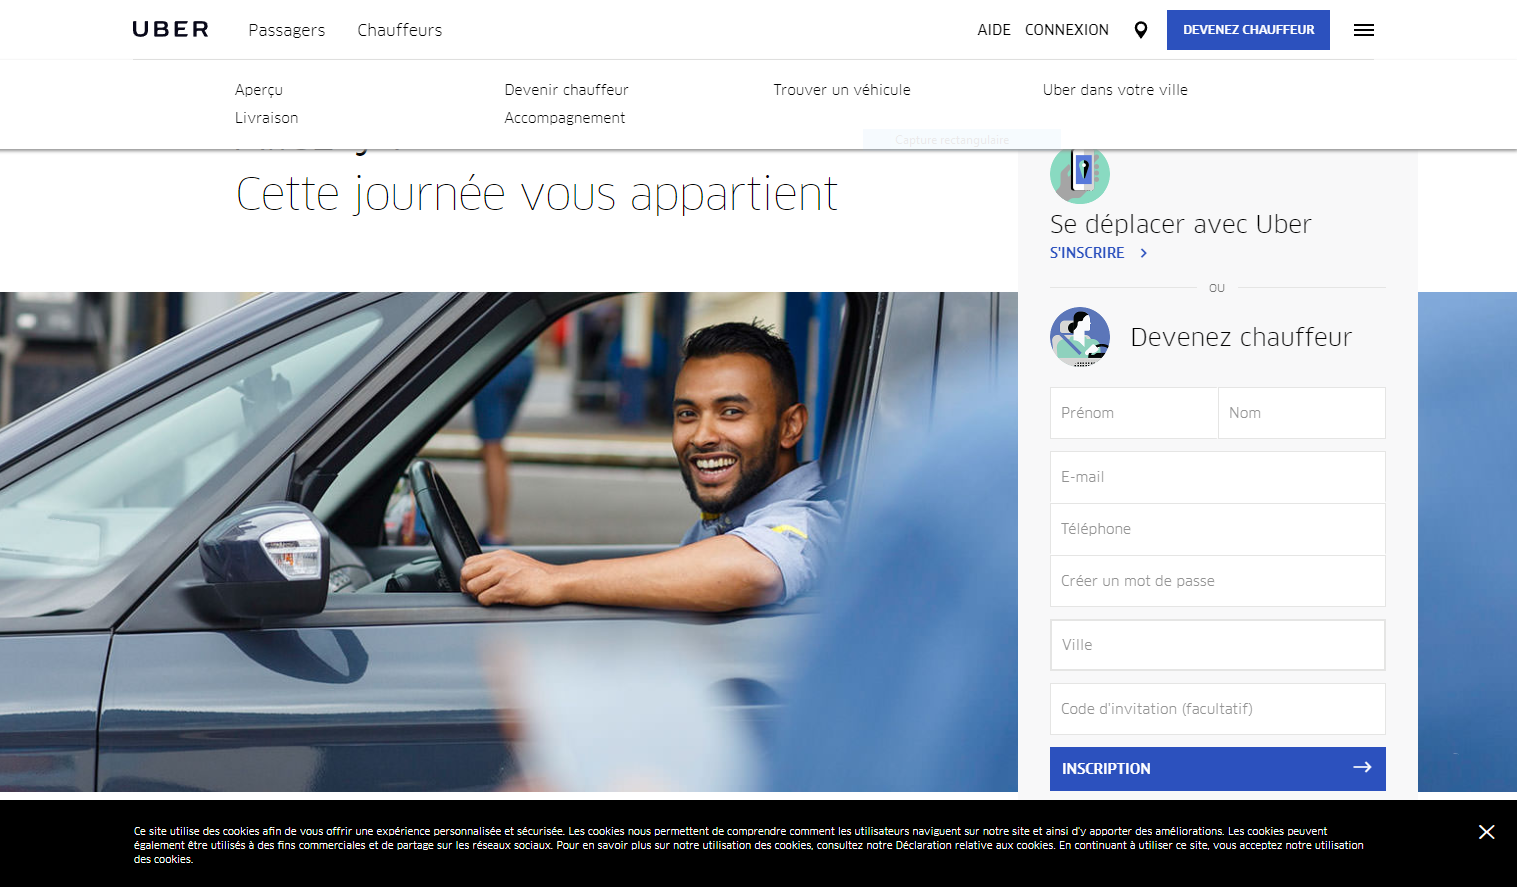 UBER
Passagers
Chauffeurs
AIDE
CONNEXION
DEVENEZ CHAUFFEUR
Aperçu
Devenir chauffeur
Trouver un véhicule
Uber dans votre ville
Livraison
Accompagnement
Capture rectangulaire
Cette journée vous appartient
Se déplacer avec Uber
S'INSCRIRE
OU
Devenez chauffeur
Prénom
Nom
E-mail
Téléphone
Créer un mot de passe
Ville
Code d'invitation (facultatif)
INSCRIPTION
Ce site utilise des cookies afin de vous offrir une expérience personnalisée et sécurisée. Les cookies nous permettent de comprendre comment les utilisateurs naviguent sur notre site et ainsi d'y apporter des améliorations. Les cookies peuvent
également être utilisés à des fins commerciales et de partage sur les réseaux sociaux. Pour en savoir plus sur notre utilisation des cookies, consultez notre Déclaration relative aux cookies. En continuant à utiliser ce site, vous acceptez notre utilisation
des cookies.